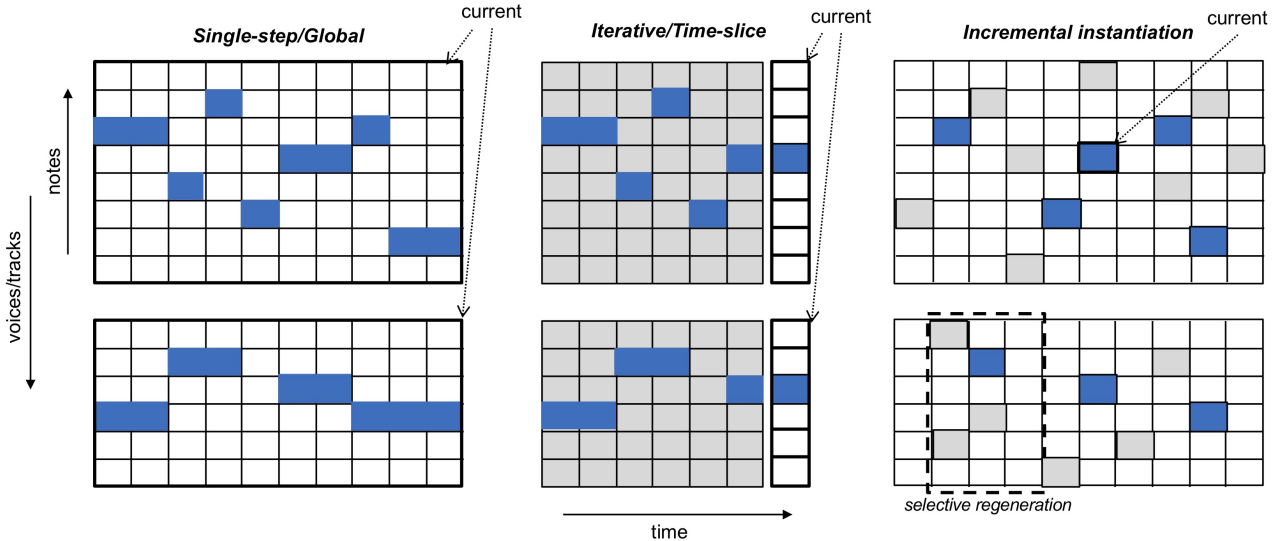 current
Single-step/Global
Iterative/Time-slice
current
Incremental instantiation
current
notes
voices/tracks
selective regeneration
time